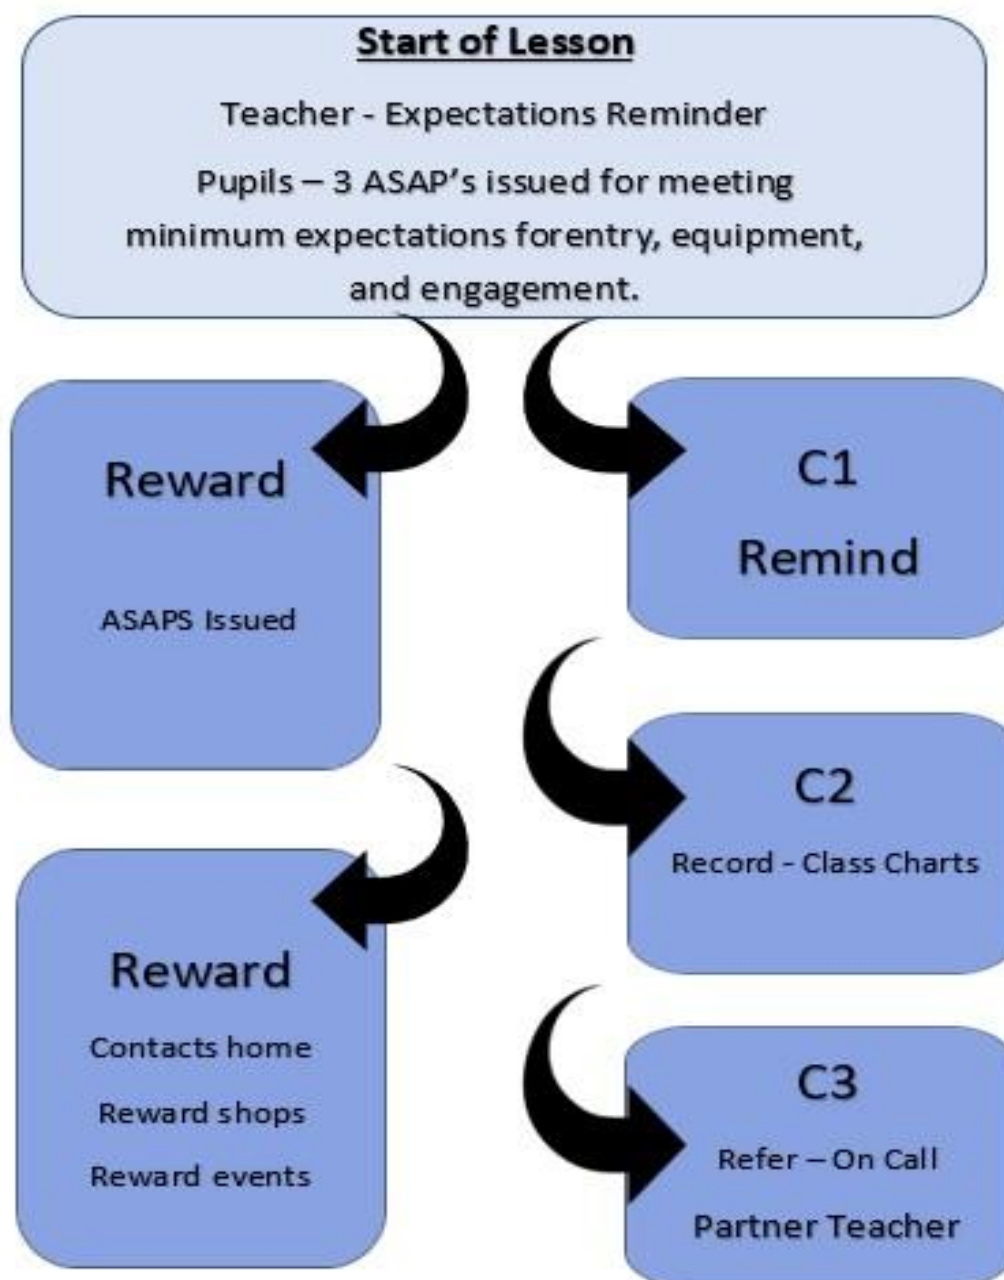 Start of Lesson
Teacher - Expectations Reminder
Pupils – 3 ASAP's issued for meeting
minimum expectations forentry, equipment,
and engagement.
Reward
ASAPS Issued
Reward
Contacts home
Reward shops
Reward events
C1
Remind
C2
Record - Class Charts
C3
Refer – On Call
Partner Teacher